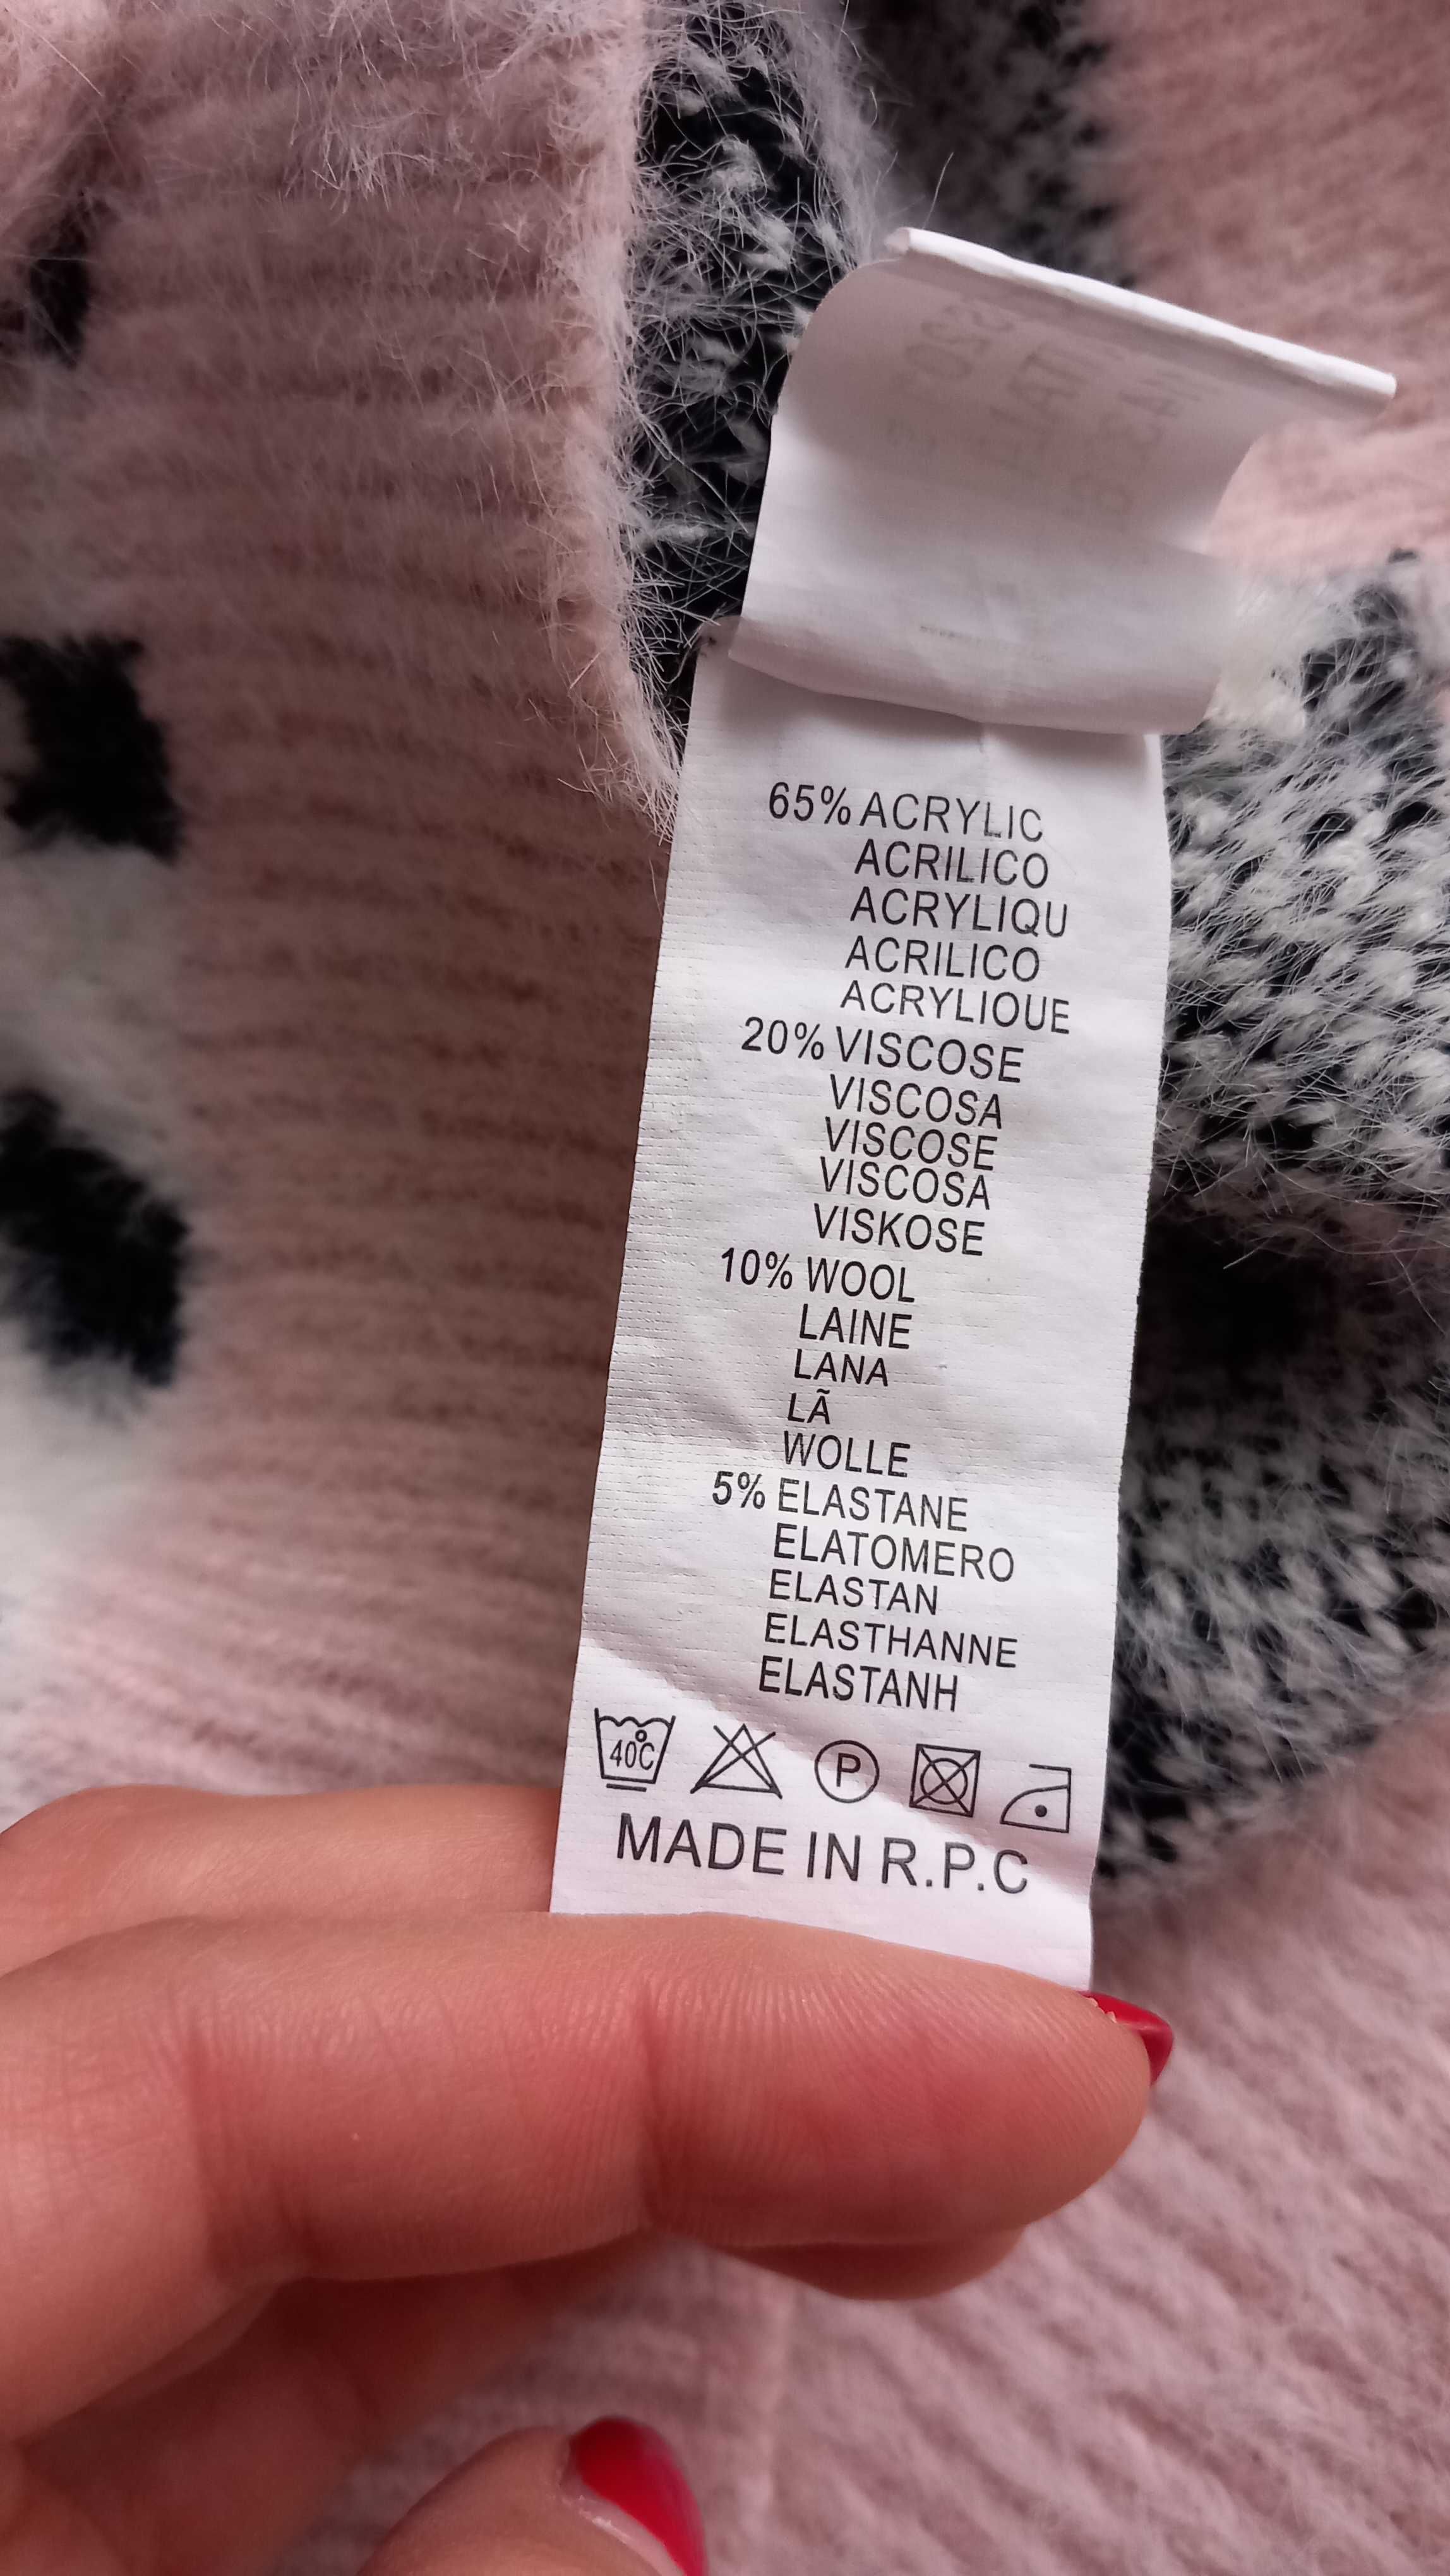 65% ACRYLIC
ACRILICO
ACRYLIQU
ACRILICO
ACRYLIOUE
20% VISCOSE
VISCOSA
VISCOSE
VISCOSA
VISKOSE
10% WOOL
LAINE
LANA
LÃ
WOLLE
5% ELASTANE
ELATOMERO
ELASTAN
ELASTHANNE
ELASTANH
40C P
MADE IN R.P.C